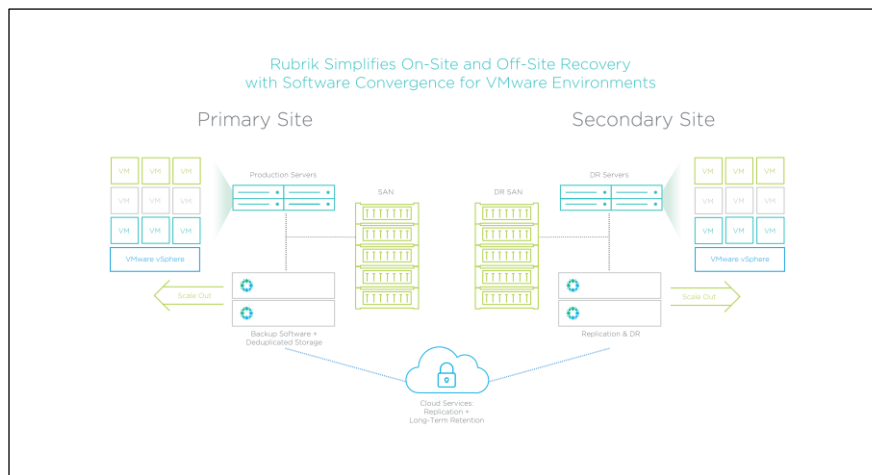 Rubrik Simplifies On-Site and Off-Site Recovery
with Software Convergence for VMware Environments
Primary Site
Secondary Site
Production Servers
SAN
DR SAN
DR Servers
VM VM VM
VM VM VM
VM VM VM
VMware vSphere
VM VM VM
VM VM VM
VM VM VM
VMware vSphere
Scale Out
Scale Out
Backup Software +
Deduplicated Storage
Replication & DR
Cloud Services:
Replication +
Long-Term Retention